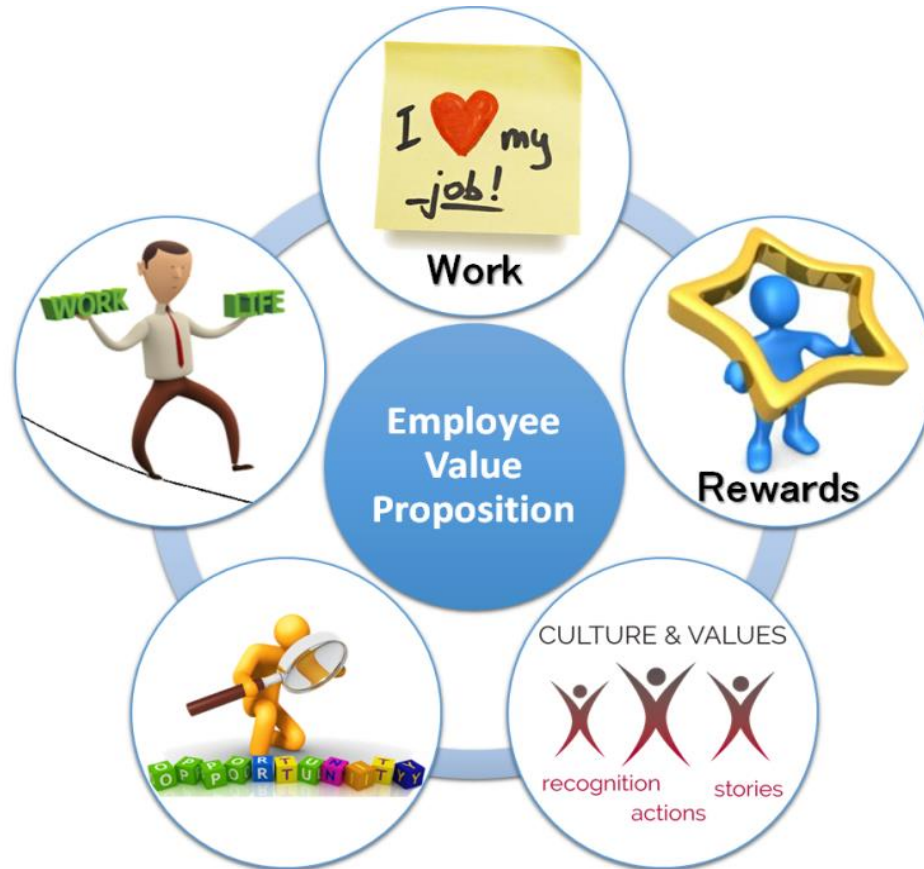 I ❤ my
job!
Work
WORK
LIFE
Employee
Value
Proposition
Rewards
OPPORTUNITY
CULTURE & VALUES
recognition
actions
stories